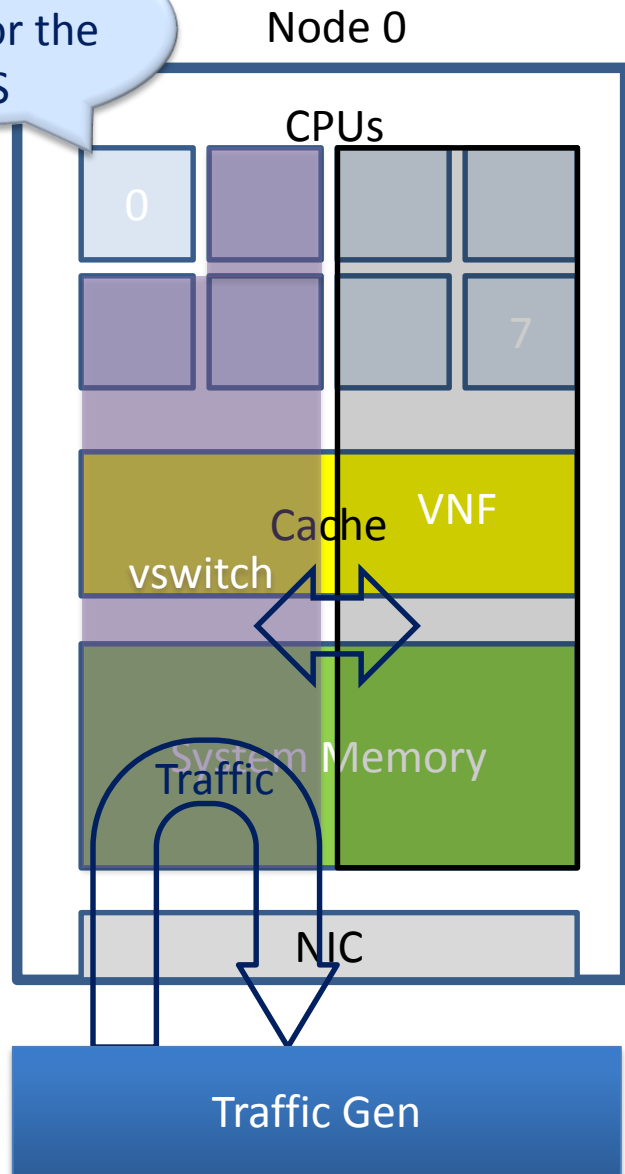 or the
S
Node 0
CPUs
0
7
Cache
VNF
vswitch
System Memory
Traffic
NIC
Traffic Gen